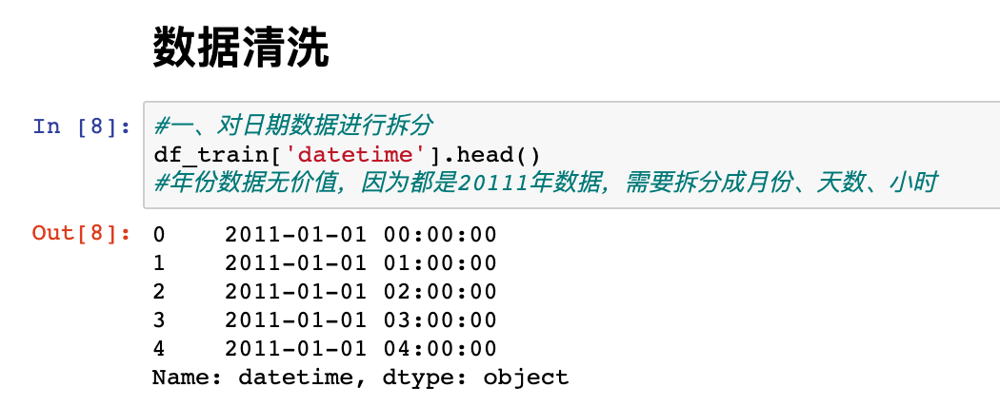 数据清洗
In [8]:
#一、对日期数据进行拆分
df_train['datetime'].head()
#年份数据无价值，因为都是20111年数据，需要拆分成月份、天数、小时
Out[8]:
0    2011-01-01 00:00:00
1    2011-01-01 01:00:00
2    2011-01-01 02:00:00
3    2011-01-01 03:00:00
4    2011-01-01 04:00:00
Name: datetime, dtype: object